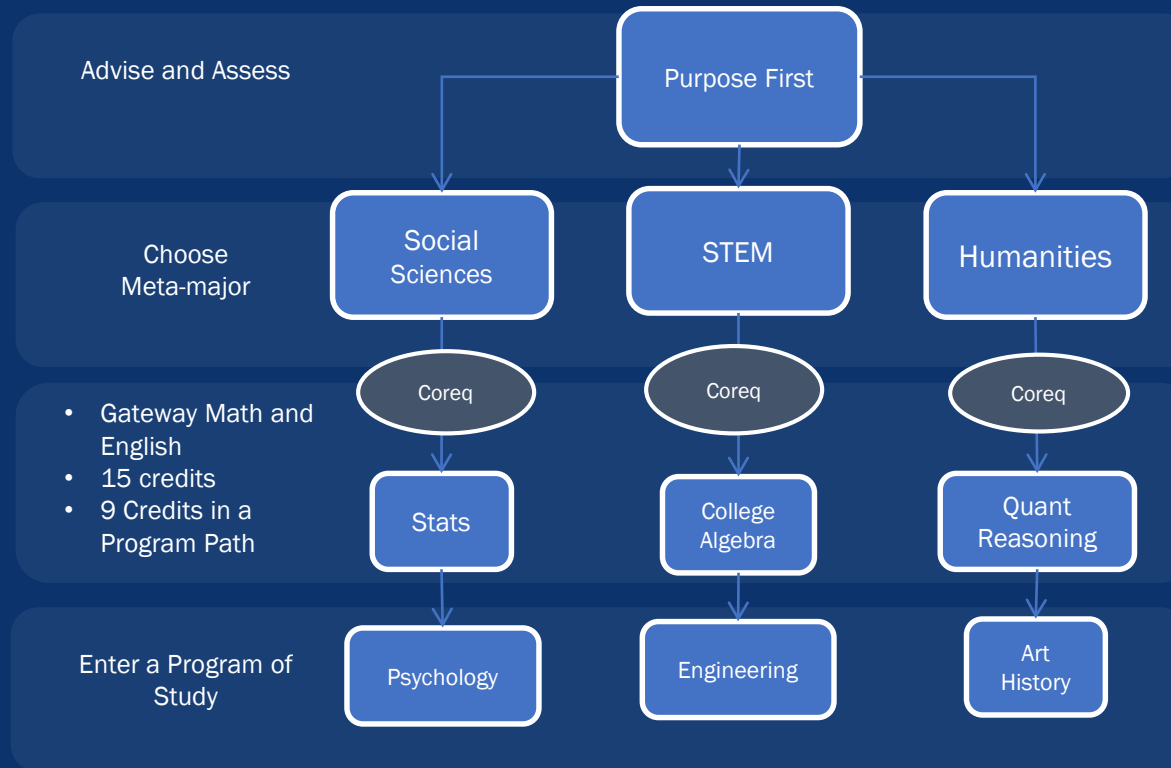 Advise and Assess
Purpose First
Choose
Meta-major
Social
Sciences
STEM
Humanities
Coreq
Coreq
Coreq
• Gateway Math and
English
• 15 credits
• 9 Credits in a
Program Path
Stats
College
Algebra
Quant
Reasoning
Enter a Program of
Study
Psychology
Engineering
Art
History